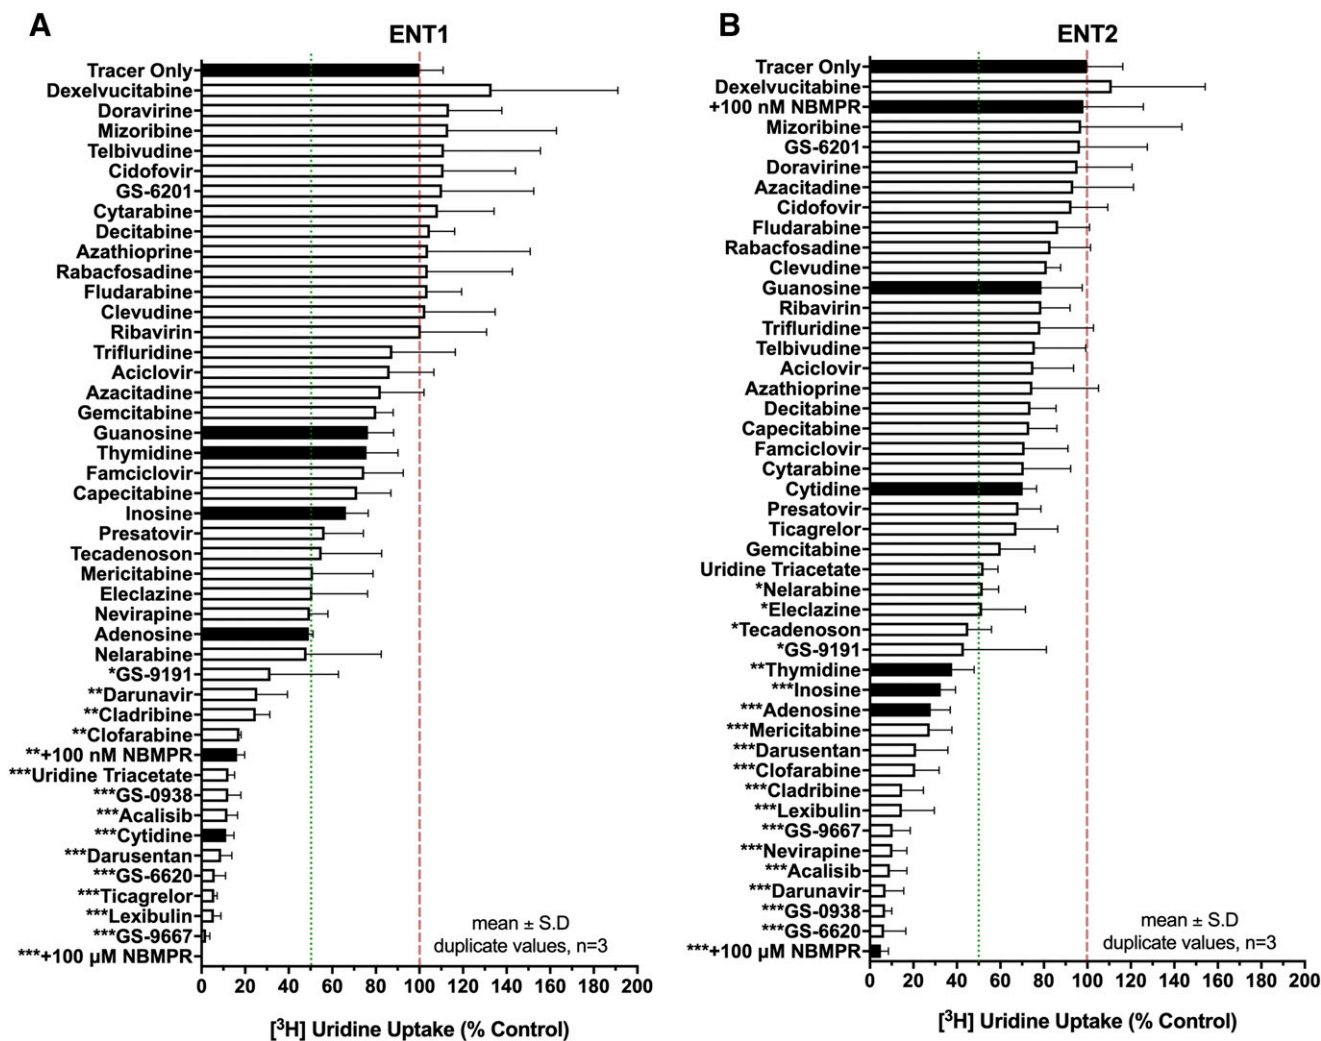 A
ENT1
Tracer Only
Dexelvucitabine
Doravirine
Mizoribine
Telbivudine
Cidofovir
GS-6201
Cytarabine
Decitabine
Azathioprine
Rabacfosadine
Fludarabine
Clevudine
Ribavirin
Trifluridine
Aciclovir
Azacitadine
Gemcitabine
Guanosine
Thymidine
Famciclovir
Capecitabine
Inosine
Presatovir
Tecadenoson
Mericitabine
Eleclazine
Nevirapine
Adenosine
Nelarabine
*GS-9191
**Darunavir
**Cladribine
**Clofarabine
**+100 nM NBMPR
***Uridine Triacetate
***GS-0938
***Acalisib
***Cytidine
***Darusentan
***GS-6620
***Ticagrelor
***Lexibulin
***GS-9667
***+100 µM NBMPR
mean ± S.D
duplicate values, n=3
0 20 40 60 80 100 120 140 160 180 200
[³H] Uridine Uptake (% Control)
B
ENT2
Tracer Only
Dexelvucitabine
+100 nM NBMPR
Mizoribine
GS-6201
Doravirine
Azacitadine
Cidofovir
Fludarabine
Rabacfosadine
Clevudine
Guanosine
Ribavirin
Trifluridine
Telbivudine
Aciclovir
Azathioprine
Decitabine
Capecitabine
Famciclovir
Cytarabine
Cytidine
Presatovir
Ticagrelor
Gemcitabine
Uridine Triacetate
*Nelarabine
*Eleclazine
*Tecadenoson
*GS-9191
**Thymidine
***Inosine
***Adenosine
***Mericitabine
***Darusentan
***Clofarabine
***Cladribine
***Lexibulin
***GS-9667
***Nevirapine
***Acalisib
***Darunavir
***GS-0938
***GS-6620
***+100 µM NBMPR
mean ± S.D
duplicate values, n=3
0 20 40 60 80 100 120 140 160 180 200
[³H] Uridine Uptake (% Control)